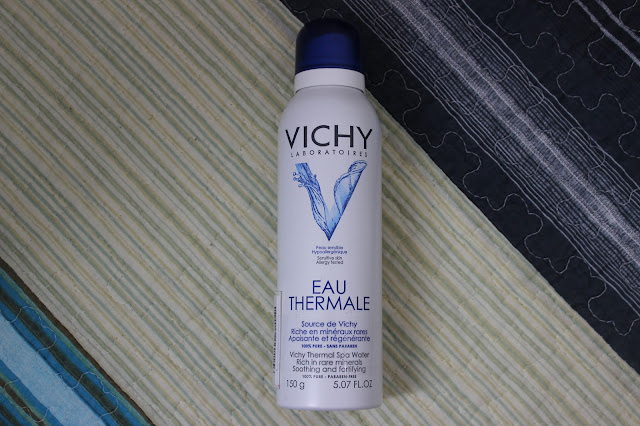 VICHY
LABORATOIRES
Peau sensible
Hypoallergénique
Sensitive skin
Allergy tested
EAU
THERMALE
Source de Vichy
Riche en minéraux rares
Apaisante et régénérante
100% PURE - SANS PARABEN
Vichy Thermal Spa Water
Rich in rare minerals
Soothing and fortifying
100% PURE - PARABEN FREE
150 g 5.07 FL.OZ